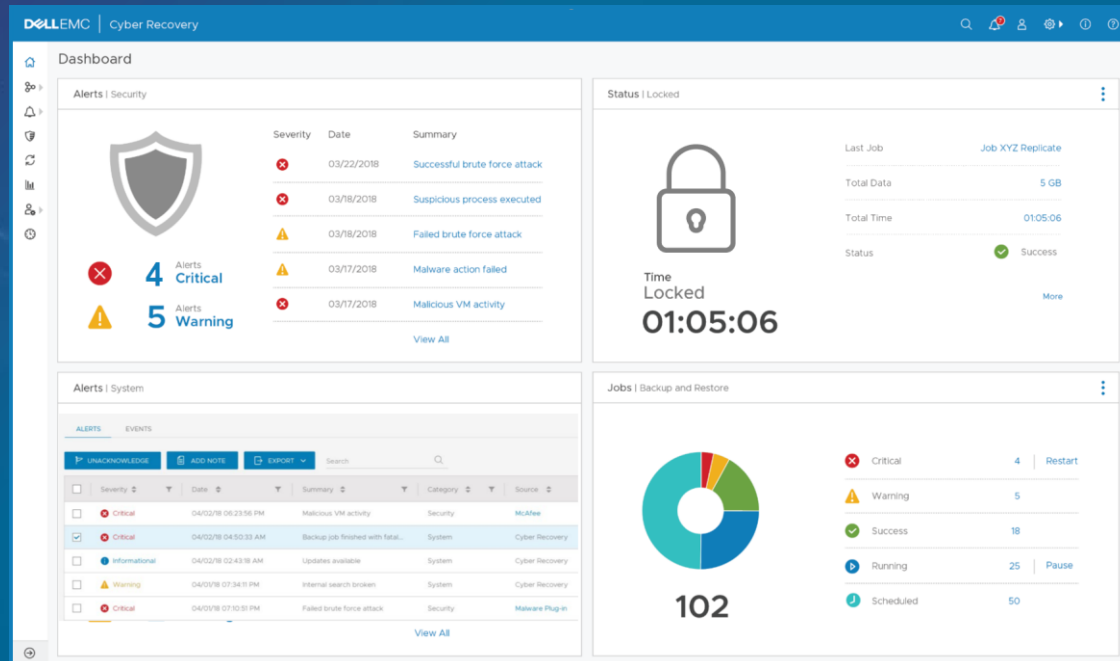 DELLEMC | Cyber Recovery
7
Dashboard
Alerts | Security
Severity Date Summary
03/22/2018 Successful brute force attack
03/18/2018 Suspicious process executed
03/18/2018 Failed brute force attack
03/17/2018 Malware action failed
03/17/2018 Malicious VM activity
View All
4 Alerts Critical
5 Alerts Warning
Status | Locked
Time
Locked
01:05:06
Last Job Job XYZ Replicate
Total Data 5 GB
Total Time 01:05:06
Status Success
More
Alerts | System
ALERTS EVENTS
UNACKNOWLEDGE ADD NOTE EXPORT Search
Severity Date Summary Category Source
Critical 04/02/18 06:23:56 PM Malicious VM activity Security McAfee
Critical 04/02/18 04:50:33 AM Backup job finished with fatal... System Cyber Recovery
Informational 04/02/18 02:43:18 AM Updates available System Cyber Recovery
Warning 04/01/18 07:34:11 PM Internal search broken System Cyber Recovery
Critical 04/01/18 07:10:51 PM Failed brute force attack Security Malware Plug-in
View All
Jobs | Backup and Restore
102
Critical 4 | Restart
Warning 5
Success 18
Running 25 | Pause
Scheduled 50